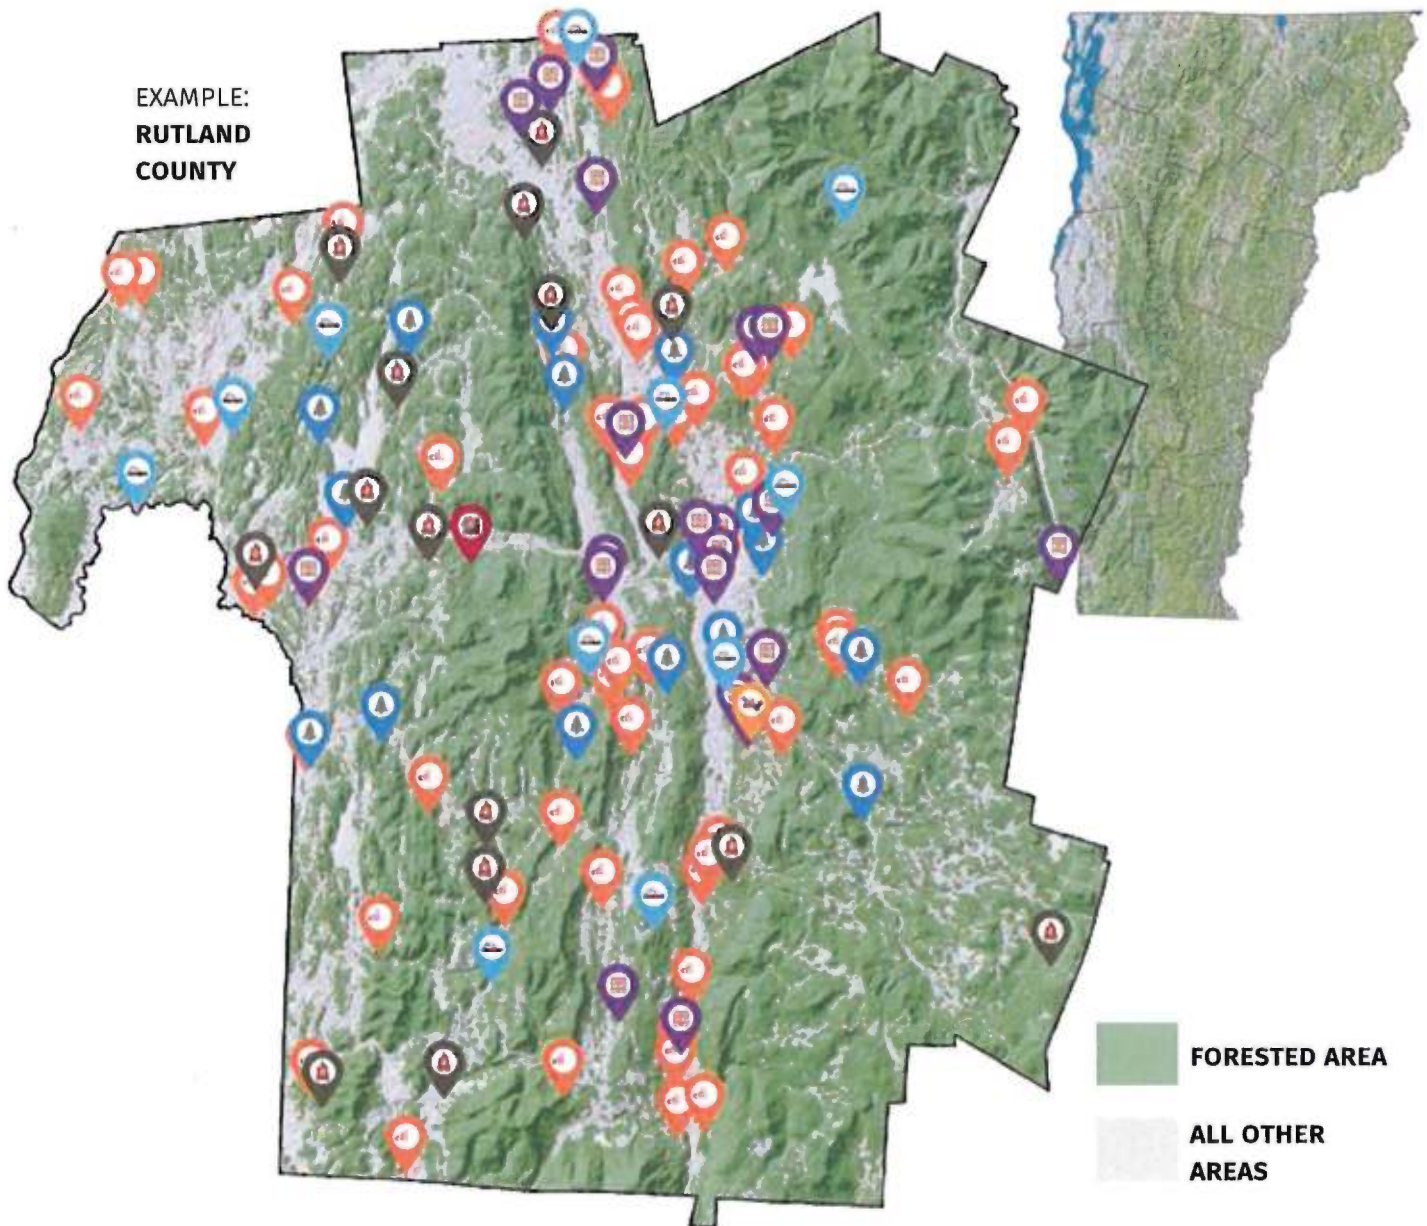 EXAMPLE:
RUTLAND
COUNTY
FORESTED AREA
ALL OTHER
AREAS